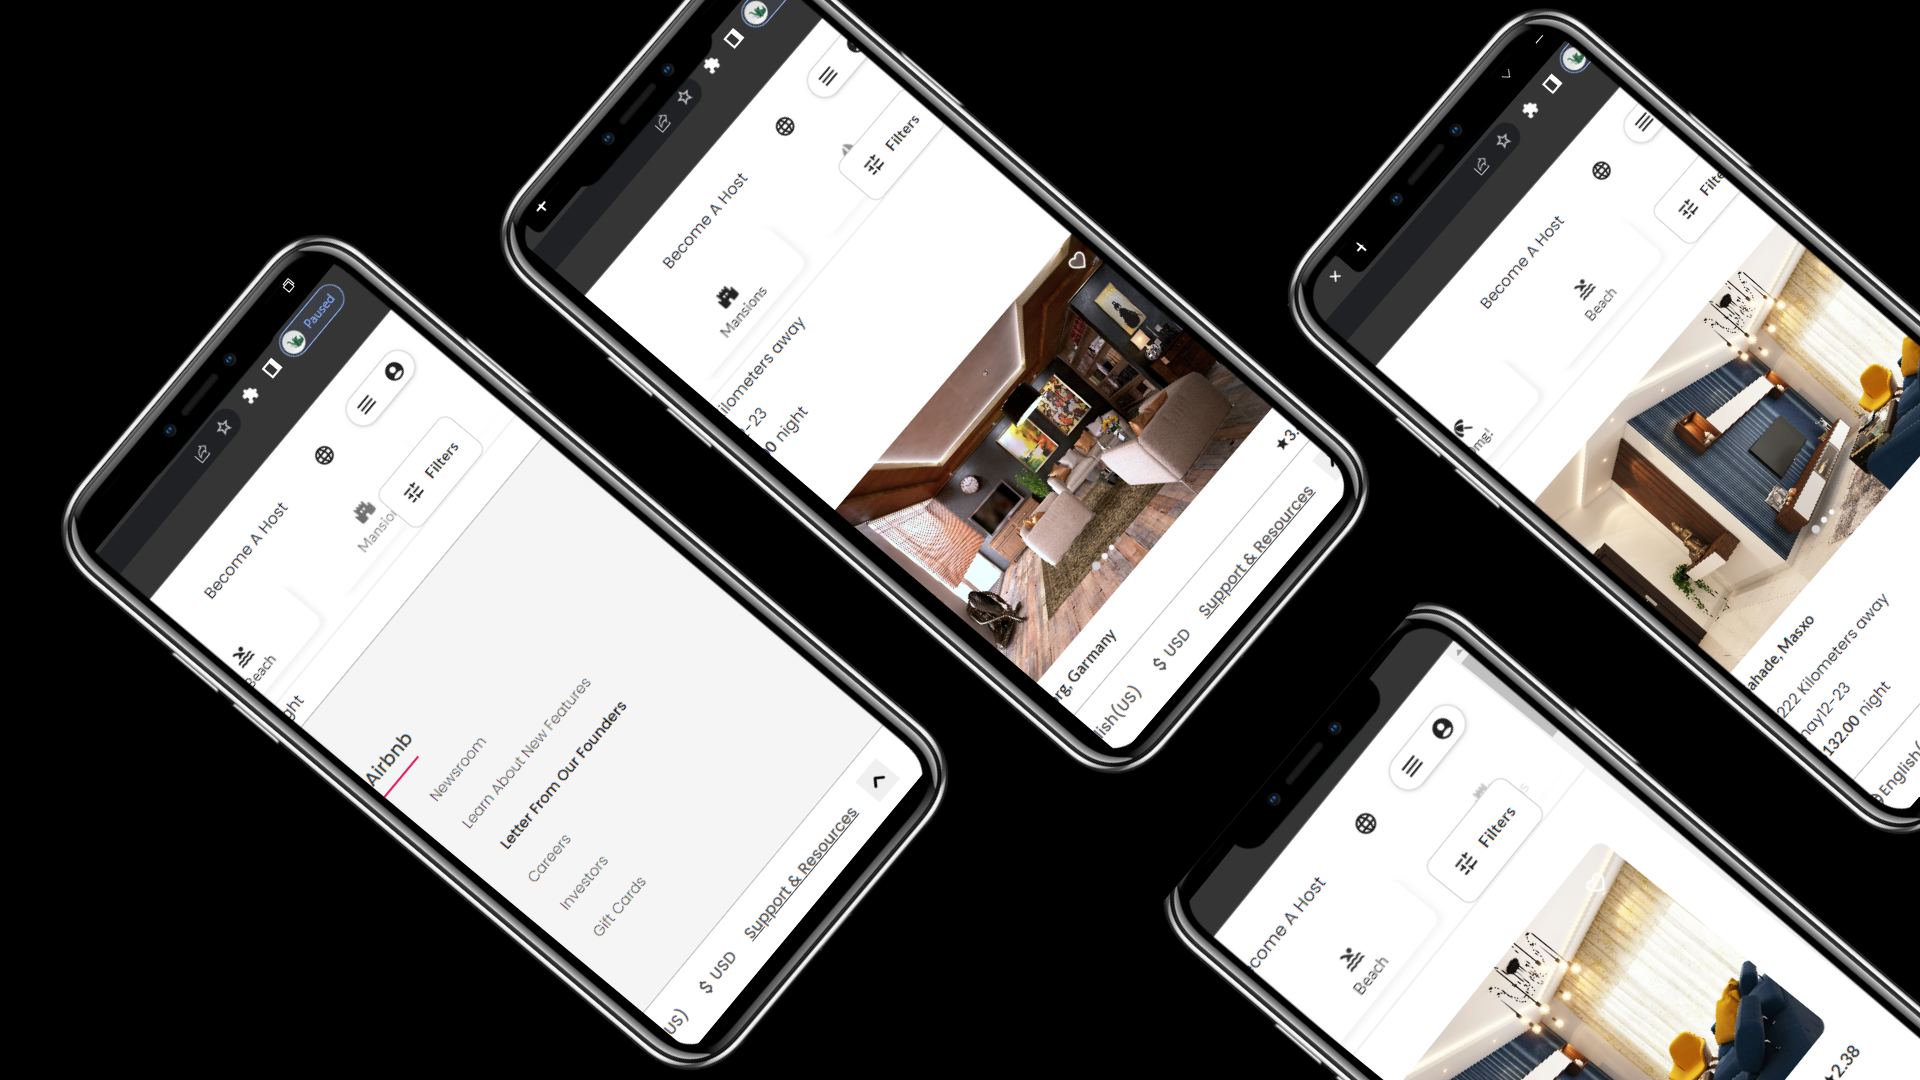 Paused
Become A Host
Filters
Beach
ght
Airbnb
Newsroom
Learn About New Features
Letter From Our Founders
Careers
Investors
Gift Cards
US)
$ USD
Support & Resources
Become A Host
Filters
Mansions
ilometers away
-23
0 night
★3.
rg, Garmany
ish(US)
$ USD
Support & Resources
Become A Host
Filte
Beach
mg!
ahade, Masxo
222 Kilometers away
may12-23
132.00 night
English(
come A Host
Filters
Beach
2.38